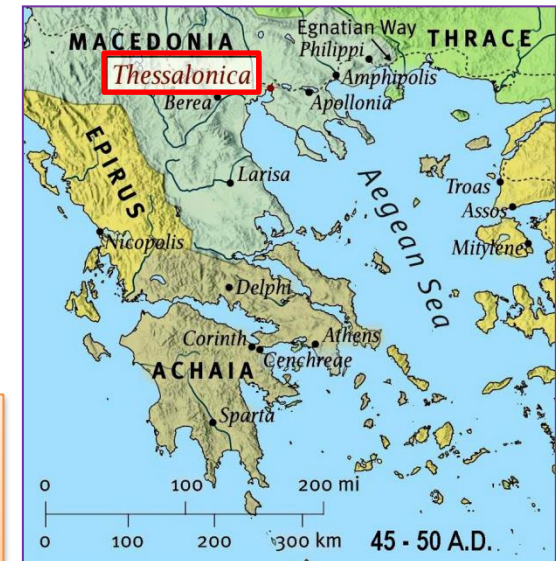 Egnatian Way
MACEDONIA
Philippi
THRACE
Thessalonica
Amphipolis
Berea
Apollonia
EPIRUS
Larisa
Aegean Sea
Troas
Assos
Mitylene
Nicopolis
Delphi
Corinth
Athens
Cenchreae
ACHAIA
Sparta
0 100 200 mi
0 100 200 300 km
45 - 50 A.D.